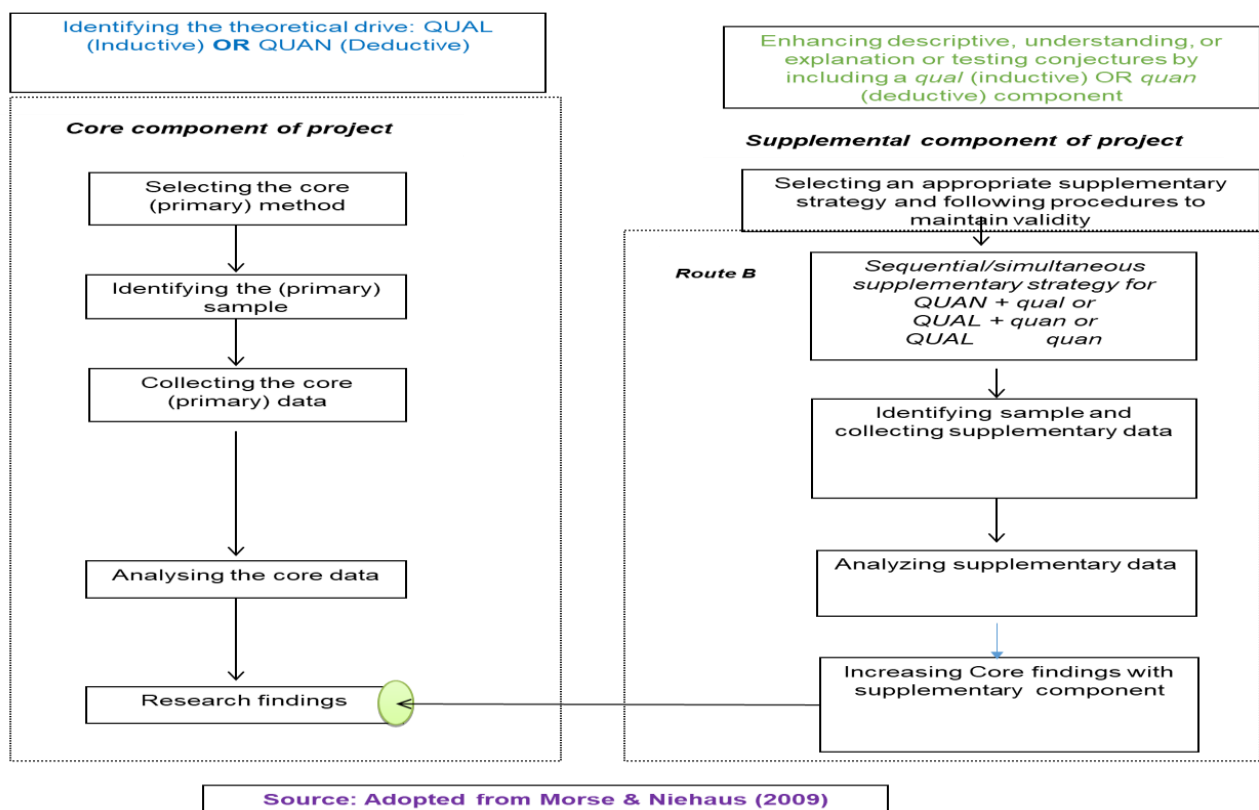 Identifying the theoretical drive: QUAL
(Inductive) OR QUAN (Deductive)
Core component of project
Selecting the core
(primary) method
Identifying the (primary)
sample
Collecting the core
(primary) data
Analysing the core data
Research findings
Enhancing descriptive, understanding, or
explanation or testing conjectures by
including a qual (inductive) OR quan
(deductive) component
Supplemental component of project
Selecting an appropriate supplementary
strategy and following procedures to
maintain validity
Route B
Sequential/simultaneous
supplementary strategy for
QUAN + qual or
QUAL + quan or
QUAL quan
Identifying sample and
collecting supplementary data
Analyzing supplementary data
Increasing Core findings with
supplementary component
Source: Adopted from Morse & Niehaus (2009)